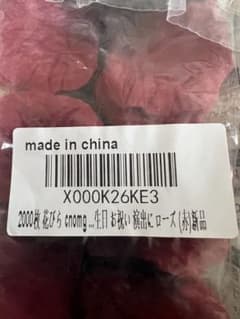 made in china
X000K26KE3
2000枚 花びら cnomg ...生日 お祝い 演出に ローズ (赤)新品